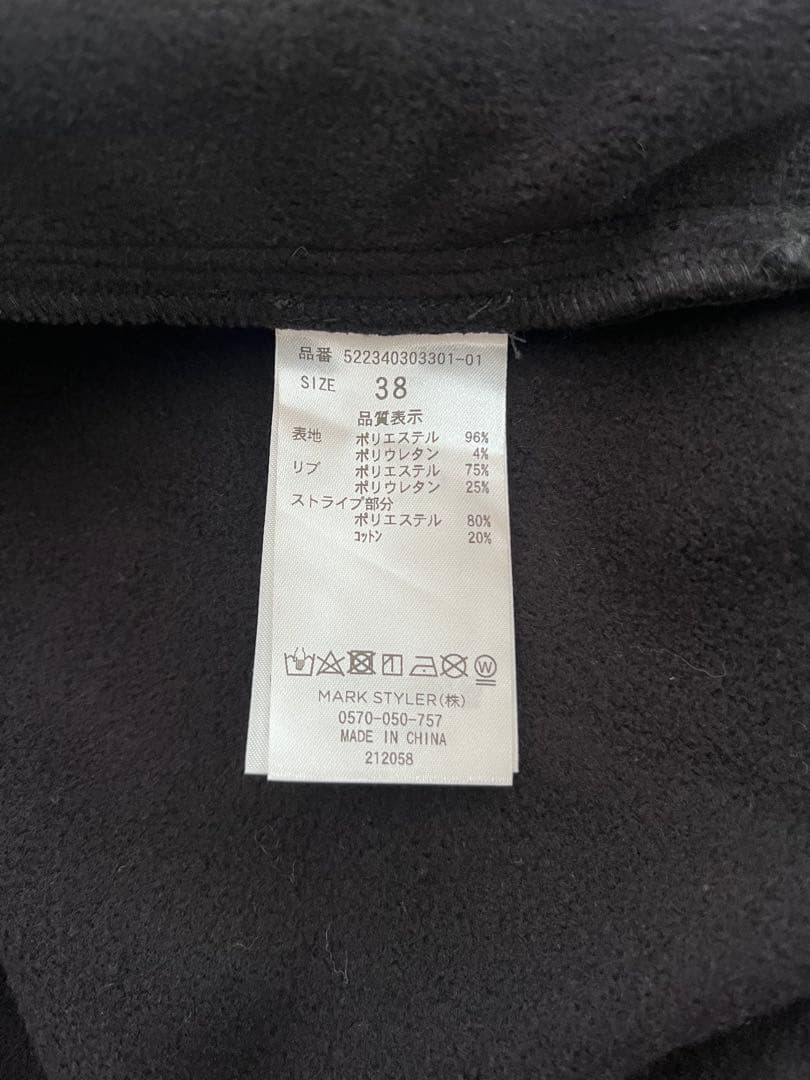 品番 522340303301-01
SIZE 38
品質表示
表地 ポリエステル 96%
ポリウレタン 4%
リブ ポリエステル 75%
ポリウレタン 25%
ストライプ部分
ポリエステル 80%
コットン 20%
W
MARK STYLER(株)
0570-050-757
MADE IN CHINA
212058